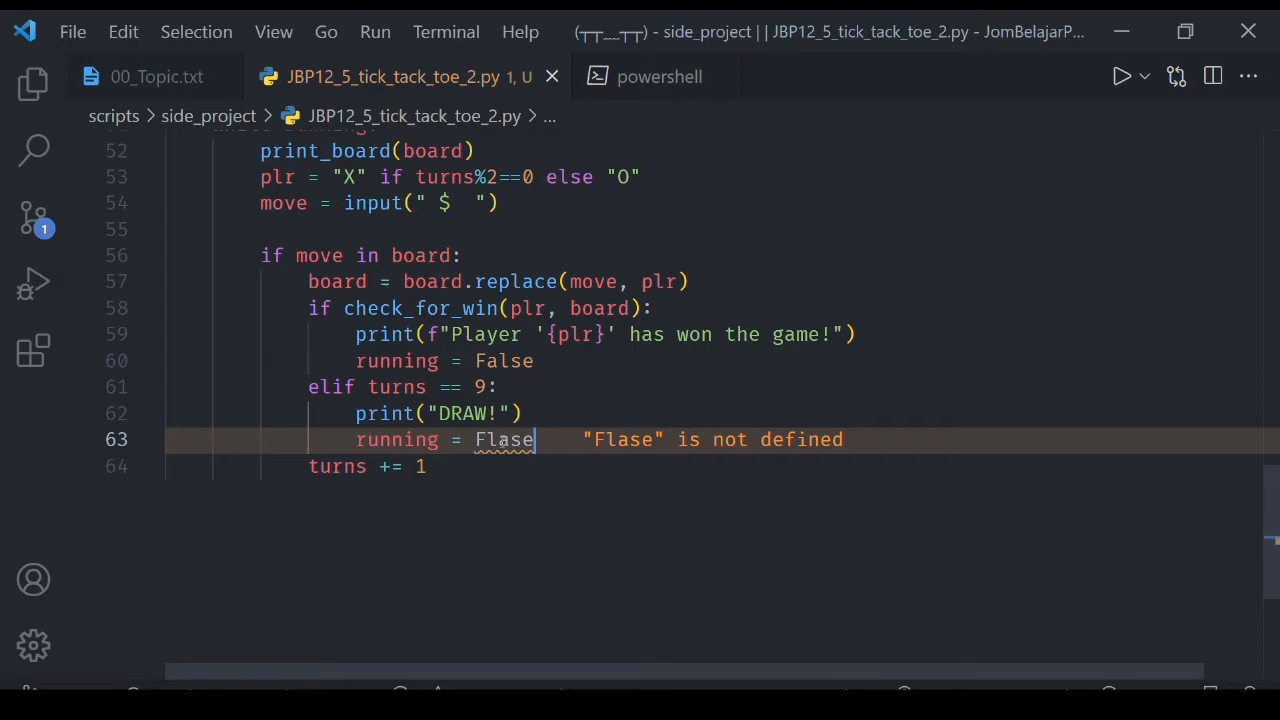 File Edit Selection View Go Run Terminal Help (┬┬﹏┬┬) - side_project || JBP12_5_tick_tack_toe_2.py - JomBelajarP...
00_Topic.txt JBP12_5_tick_tack_toe_2.py 1, U powershell
scripts > side_project > JBP12_5_tick_tack_toe_2.py > ...
52 print_board(board)
53 plr = "X" if turns%2==0 else "O"
54 move = input(" $  ")
55
56 if move in board:
57 board = board.replace(move, plr)
58 if check_for_win(plr, board):
59 print(f"Player '{plr}' has won the game!")
60 running = False
61 elif turns == 9:
62 print("DRAW!")
63 running = Flase "Flase" is not defined
64 turns += 1
1